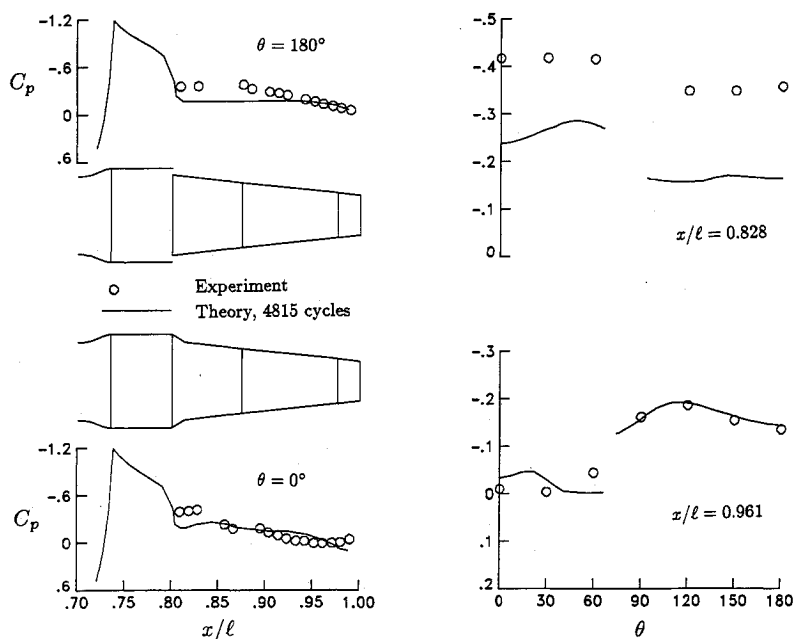 -1.2
-.6
C_p
0
.6
θ = 180°
Experiment
Theory, 4815 cycles
-1.2
-.6
C_p
0
.6
θ = 0°
.70 .75 .80 .85 .90 .95 1.00
x/ℓ
-.5
-.4
-.3
-.2
-.1
0
x/ℓ = 0.828
-.3
-.2
-.1
0
.1
.2
x/ℓ = 0.961
0 30 60 90 120 150 180
θ